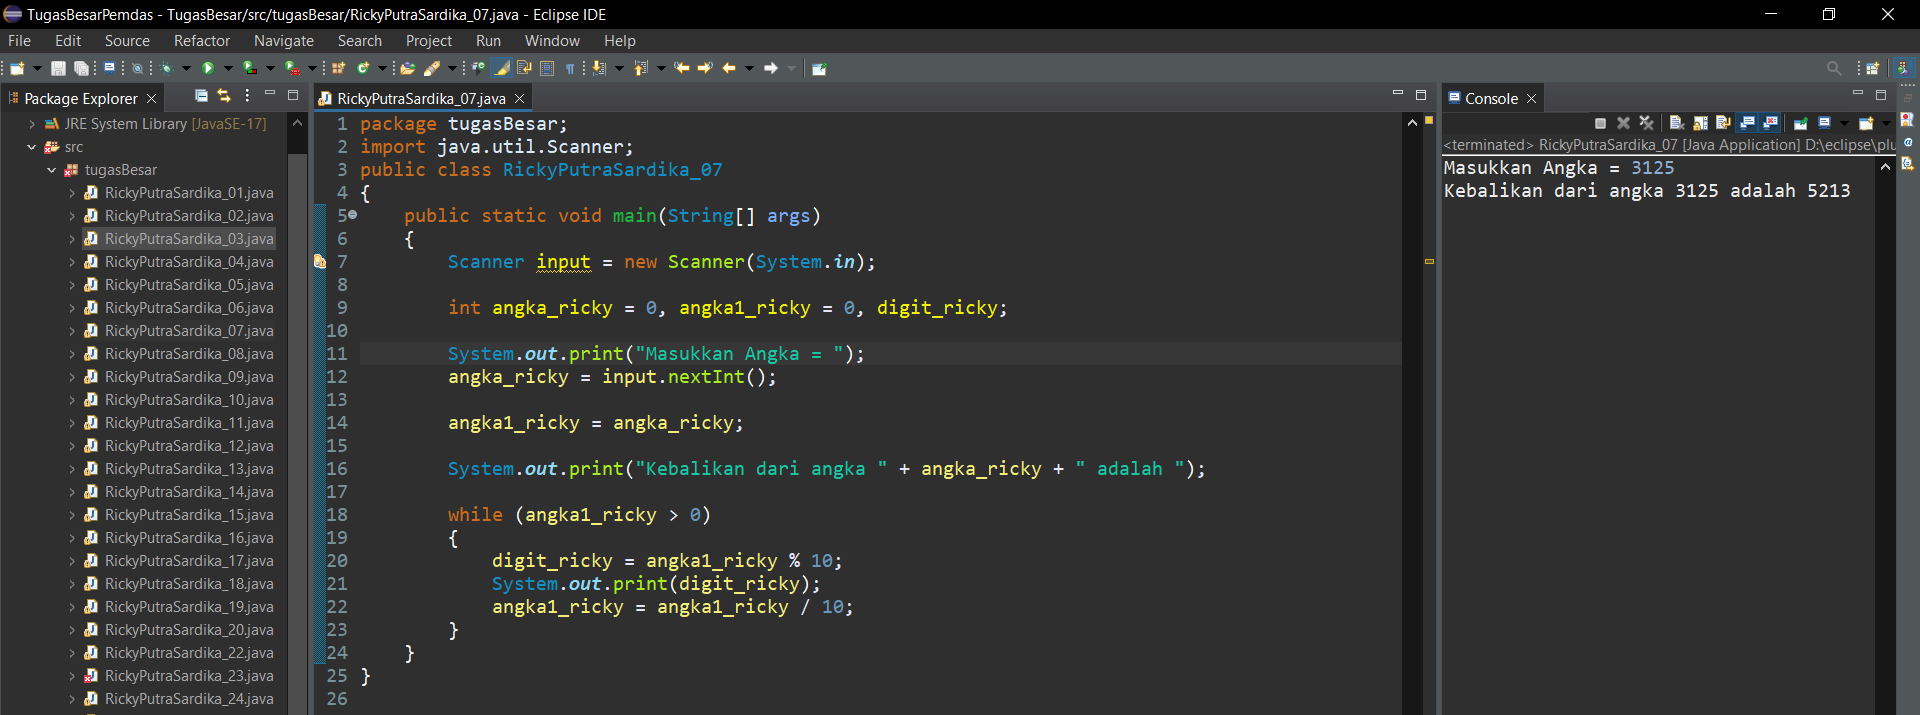 TugasBesarPemdas - TugasBesar/src/tugasBesar/RickyPutraSardika_07.java - Eclipse IDE
File Edit Source Refactor Navigate Search Project Run Window Help
Package Explorer
JRE System Library [JavaSE-17]
src
tugasBesar
RickyPutraSardika_01.java
RickyPutraSardika_02.java
RickyPutraSardika_03.java
RickyPutraSardika_04.java
RickyPutraSardika_05.java
RickyPutraSardika_06.java
RickyPutraSardika_07.java
RickyPutraSardika_08.java
RickyPutraSardika_09.java
RickyPutraSardika_10.java
RickyPutraSardika_11.java
RickyPutraSardika_12.java
RickyPutraSardika_13.java
RickyPutraSardika_14.java
RickyPutraSardika_15.java
RickyPutraSardika_16.java
RickyPutraSardika_17.java
RickyPutraSardika_18.java
RickyPutraSardika_19.java
RickyPutraSardika_20.java
RickyPutraSardika_22.java
RickyPutraSardika_23.java
RickyPutraSardika_24.java
RickyPutraSardika_07.java
1 package tugasBesar;
2 import java.util.Scanner;
3 public class RickyPutraSardika_07
4 {
5 public static void main(String[] args)
6 {
7 Scanner input = new Scanner(System.in);
8
9 int angka_ricky = 0, angka1_ricky = 0, digit_ricky;
10
11 System.out.print("Masukkan Angka = ");
12 angka_ricky = input.nextInt();
13
14 angka1_ricky = angka_ricky;
15
16 System.out.print("Kebalikan dari angka " + angka_ricky + " adalah ");
17
18 while (angka1_ricky > 0)
19 {
20 digit_ricky = angka1_ricky % 10;
21 System.out.print(digit_ricky);
22 angka1_ricky = angka1_ricky / 10;
23 }
24 }
25 }
26
Console
<terminated> RickyPutraSardika_07 [Java Application] D:\eclipse\plu
Masukkan Angka = 3125
Kebalikan dari angka 3125 adalah 5213